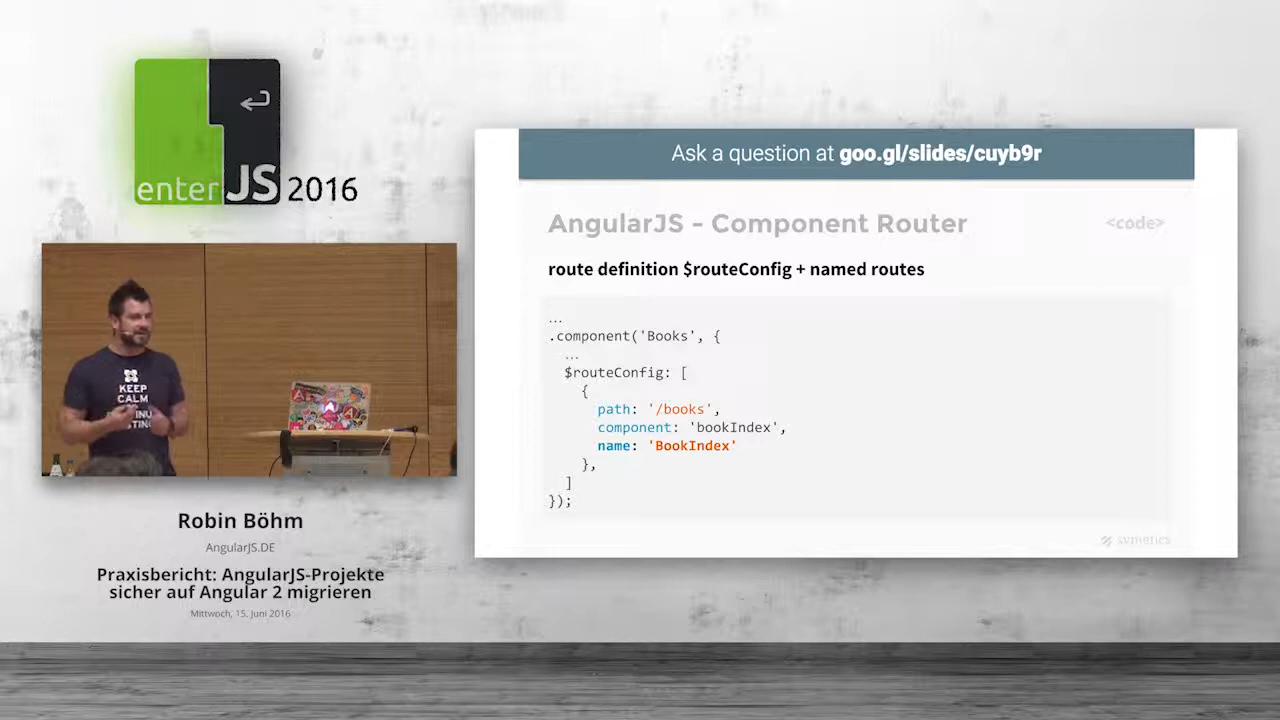 enterJS 2016
Robin Böhm
AngularJS.DE
Praxisbericht: AngularJS-Projekte
sicher auf Angular 2 migrieren
Mittwoch, 15. Juni 2016
KEEP
CALM
Ask a question at goo.gl/slides/cuyb9r
AngularJS - Component Router
<code>
route definition $routeConfig + named routes
...
.component('Books', {
...
$routeConfig: [
{
path: '/books',
component: 'bookIndex',
name: 'BookIndex'
},
]
});
symetics